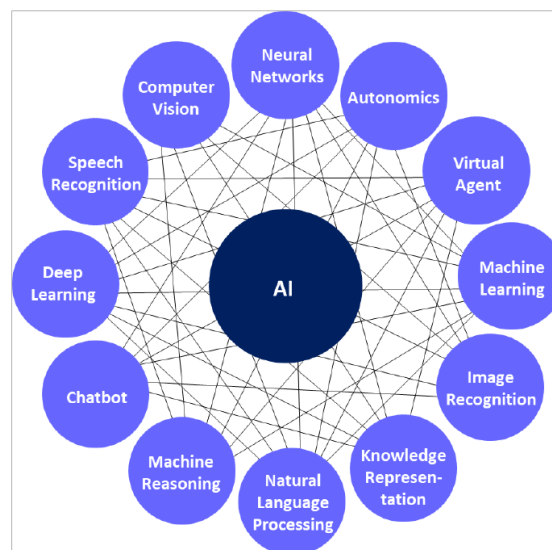 Neural
Networks
Autonomics
Virtual
Agent
Machine
Learning
Image
Recognition
Knowledge
Represen-
tation
Natural
Language
Processing
Machine
Reasoning
Chatbot
Deep
Learning
Speech
Recognition
Computer
Vision
AI